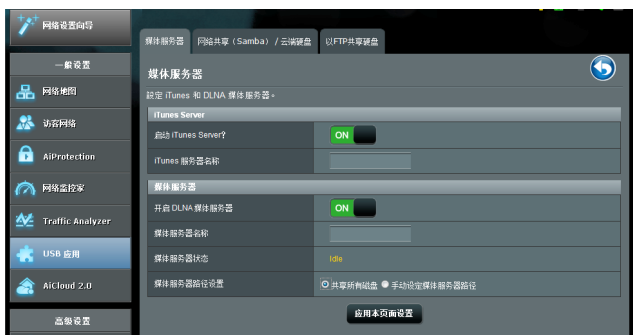 网络设置向导
一般设置
网络地图
访客网络
AiProtection
网络监控家
Traffic Analyzer
USB 应用
AiCloud 2.0
高级设置
媒体服务器 网络共享（Samba）/ 云端硬盘 以FTP共享硬盘
媒体服务器
設定 iTunes 和 DLNA 媒体服务器。
iTunes Server
启动 iTunes Server? ON
iTunes 服务器名称
媒体服务器
开启 DLNA 媒体服务器 ON
媒体服务器名称
媒体服务器状态 Idle
媒体服务器路径设置 共享所有磁盘 手动设定媒体服务器路径
应用本页面设置